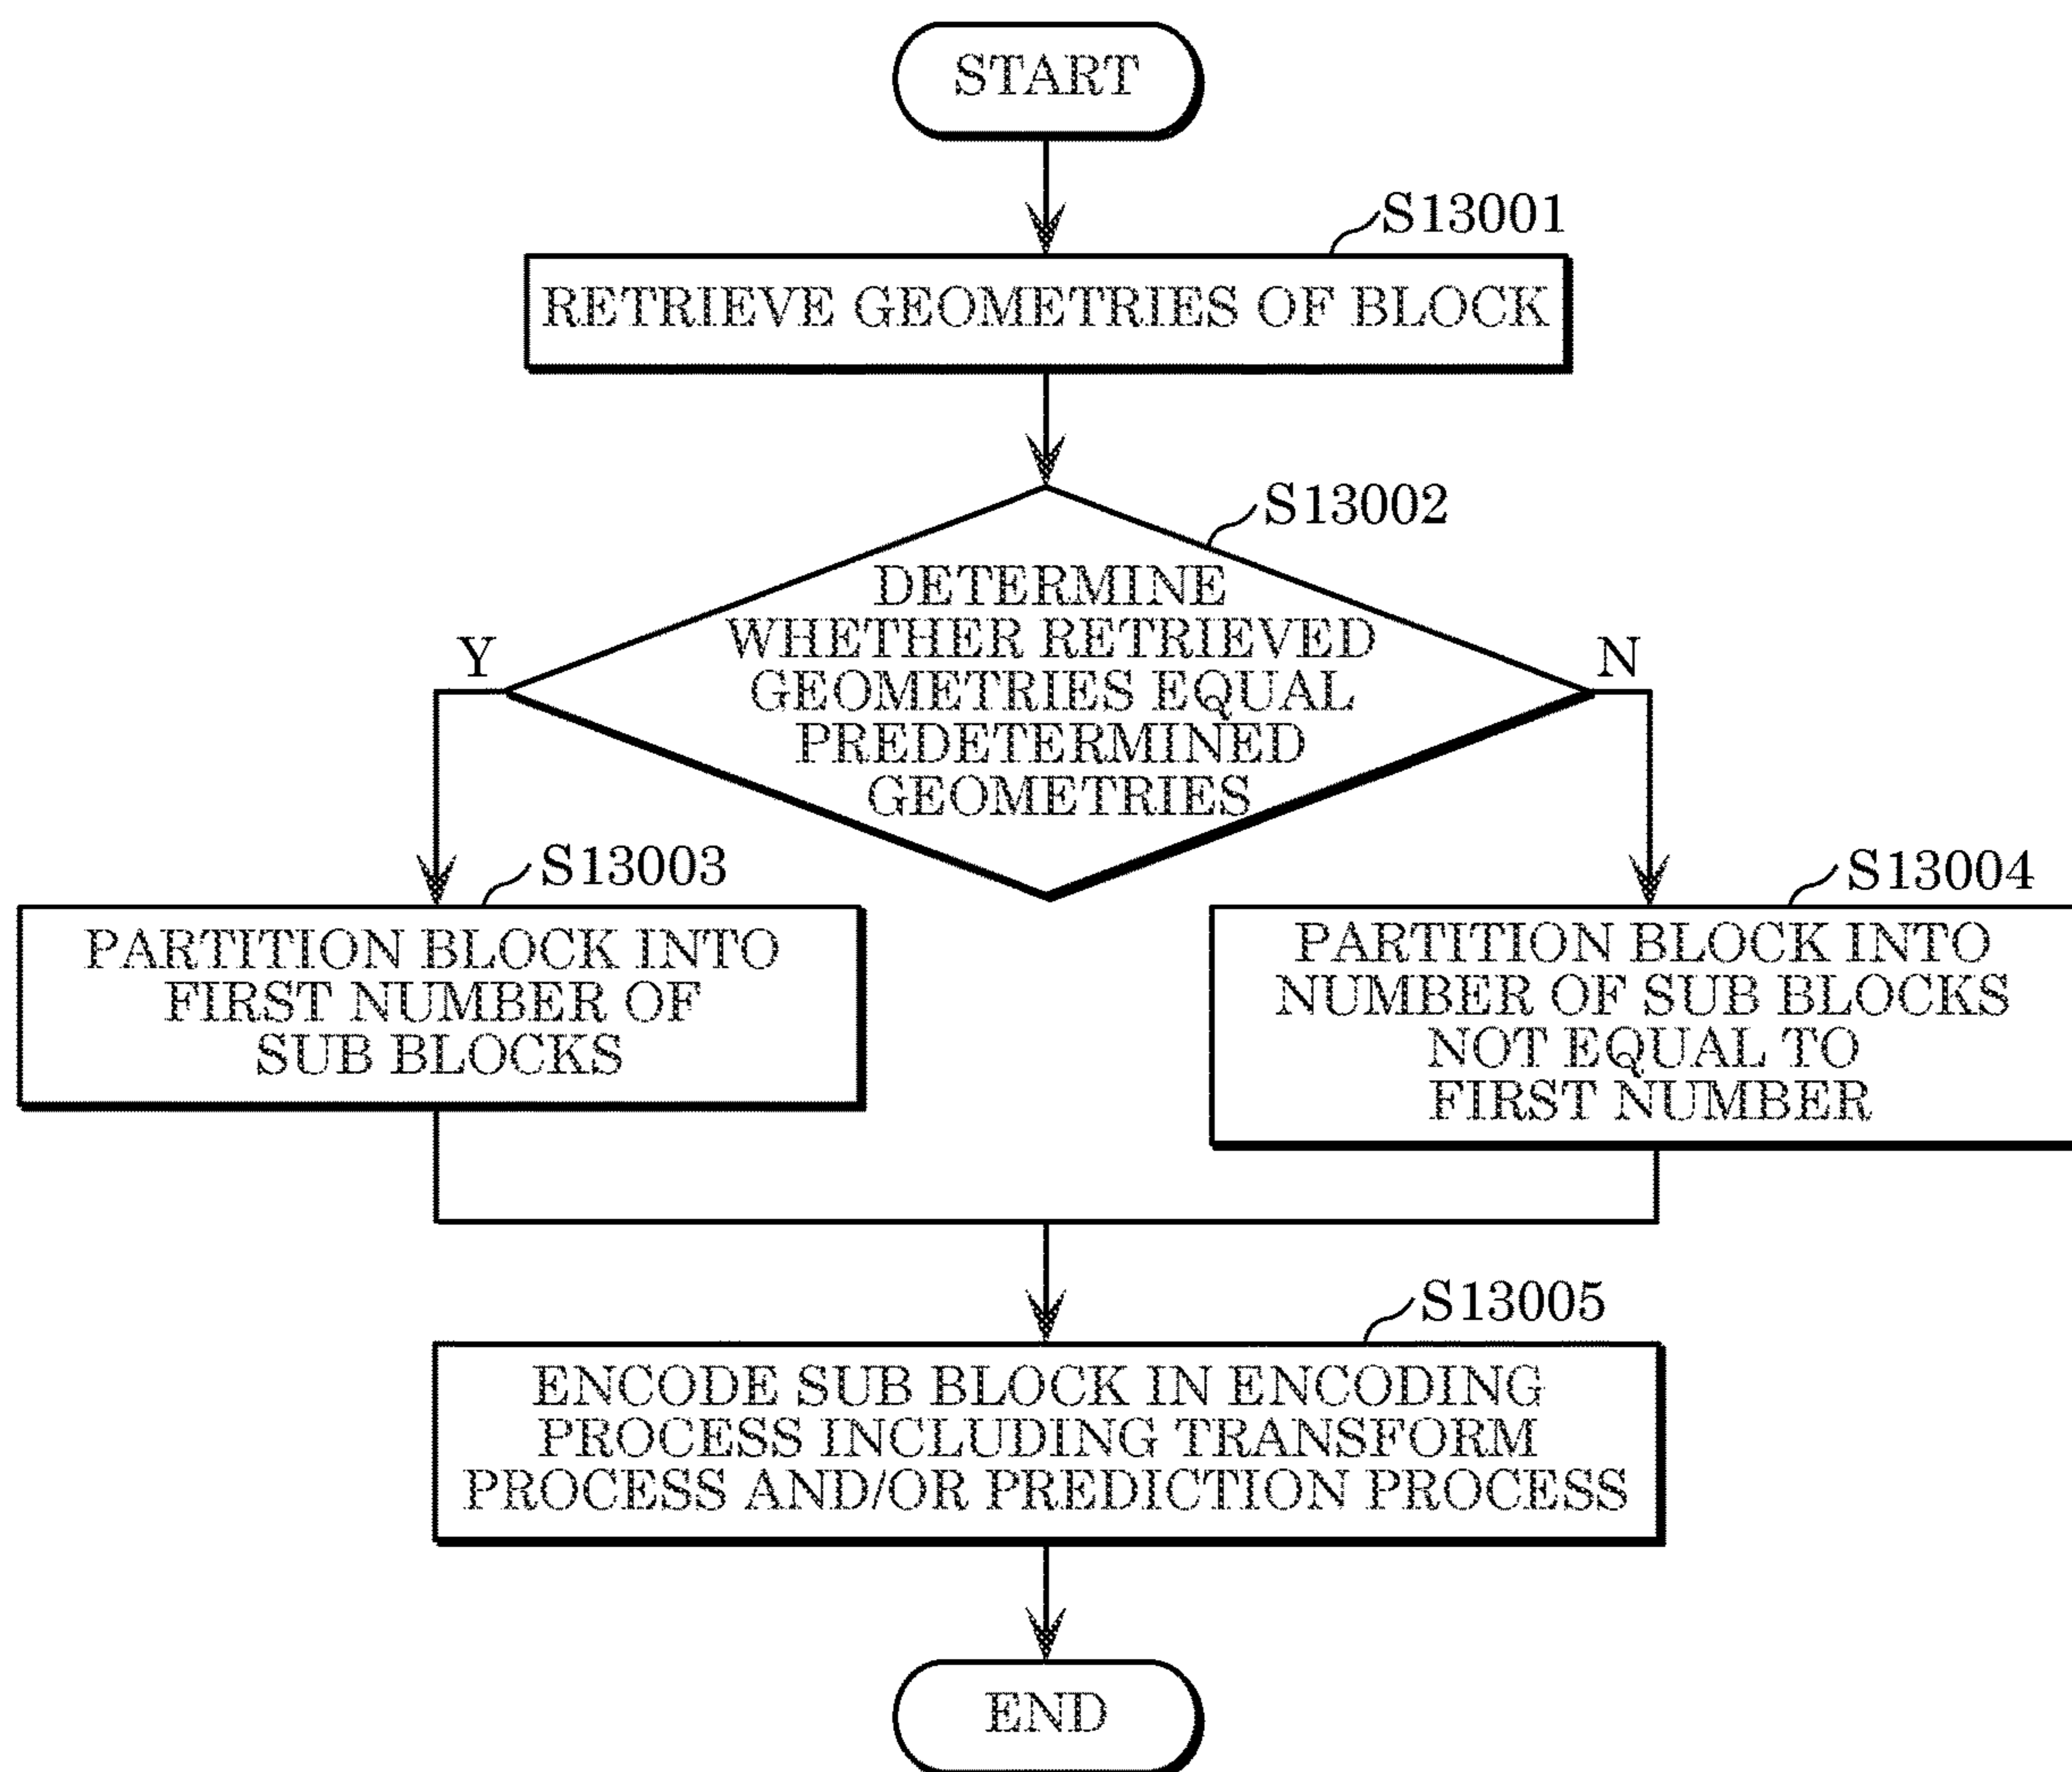 START
S13001
RETRIEVE GEOMETRIES OF BLOCK
S13002
DETERMINE
WHETHER RETRIEVED
GEOMETRIES EQUAL
PREDETERMINED
GEOMETRIES
Y
N
S13003
PARTITION BLOCK INTO
FIRST NUMBER OF
SUB BLOCKS
S13004
PARTITION BLOCK INTO
NUMBER OF SUB BLOCKS
NOT EQUAL TO
FIRST NUMBER
S13005
ENCODE SUB BLOCK IN ENCODING
PROCESS INCLUDING TRANSFORM
PROCESS AND/OR PREDICTION PROCESS
END